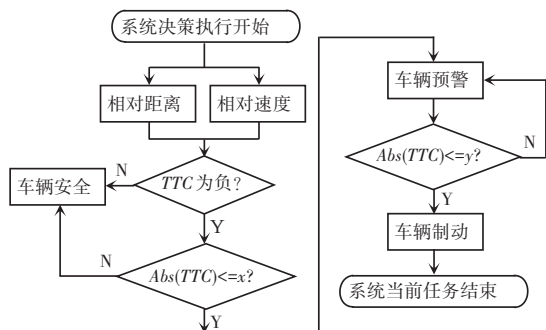 系统决策执行开始
相对距离
相对速度
TTC为负?
N
车辆安全
Y
Abs(TTC)<=x?
N
Y
车辆预警
Abs(TTC)<=y?
N
Y
车辆制动
系统当前任务结束